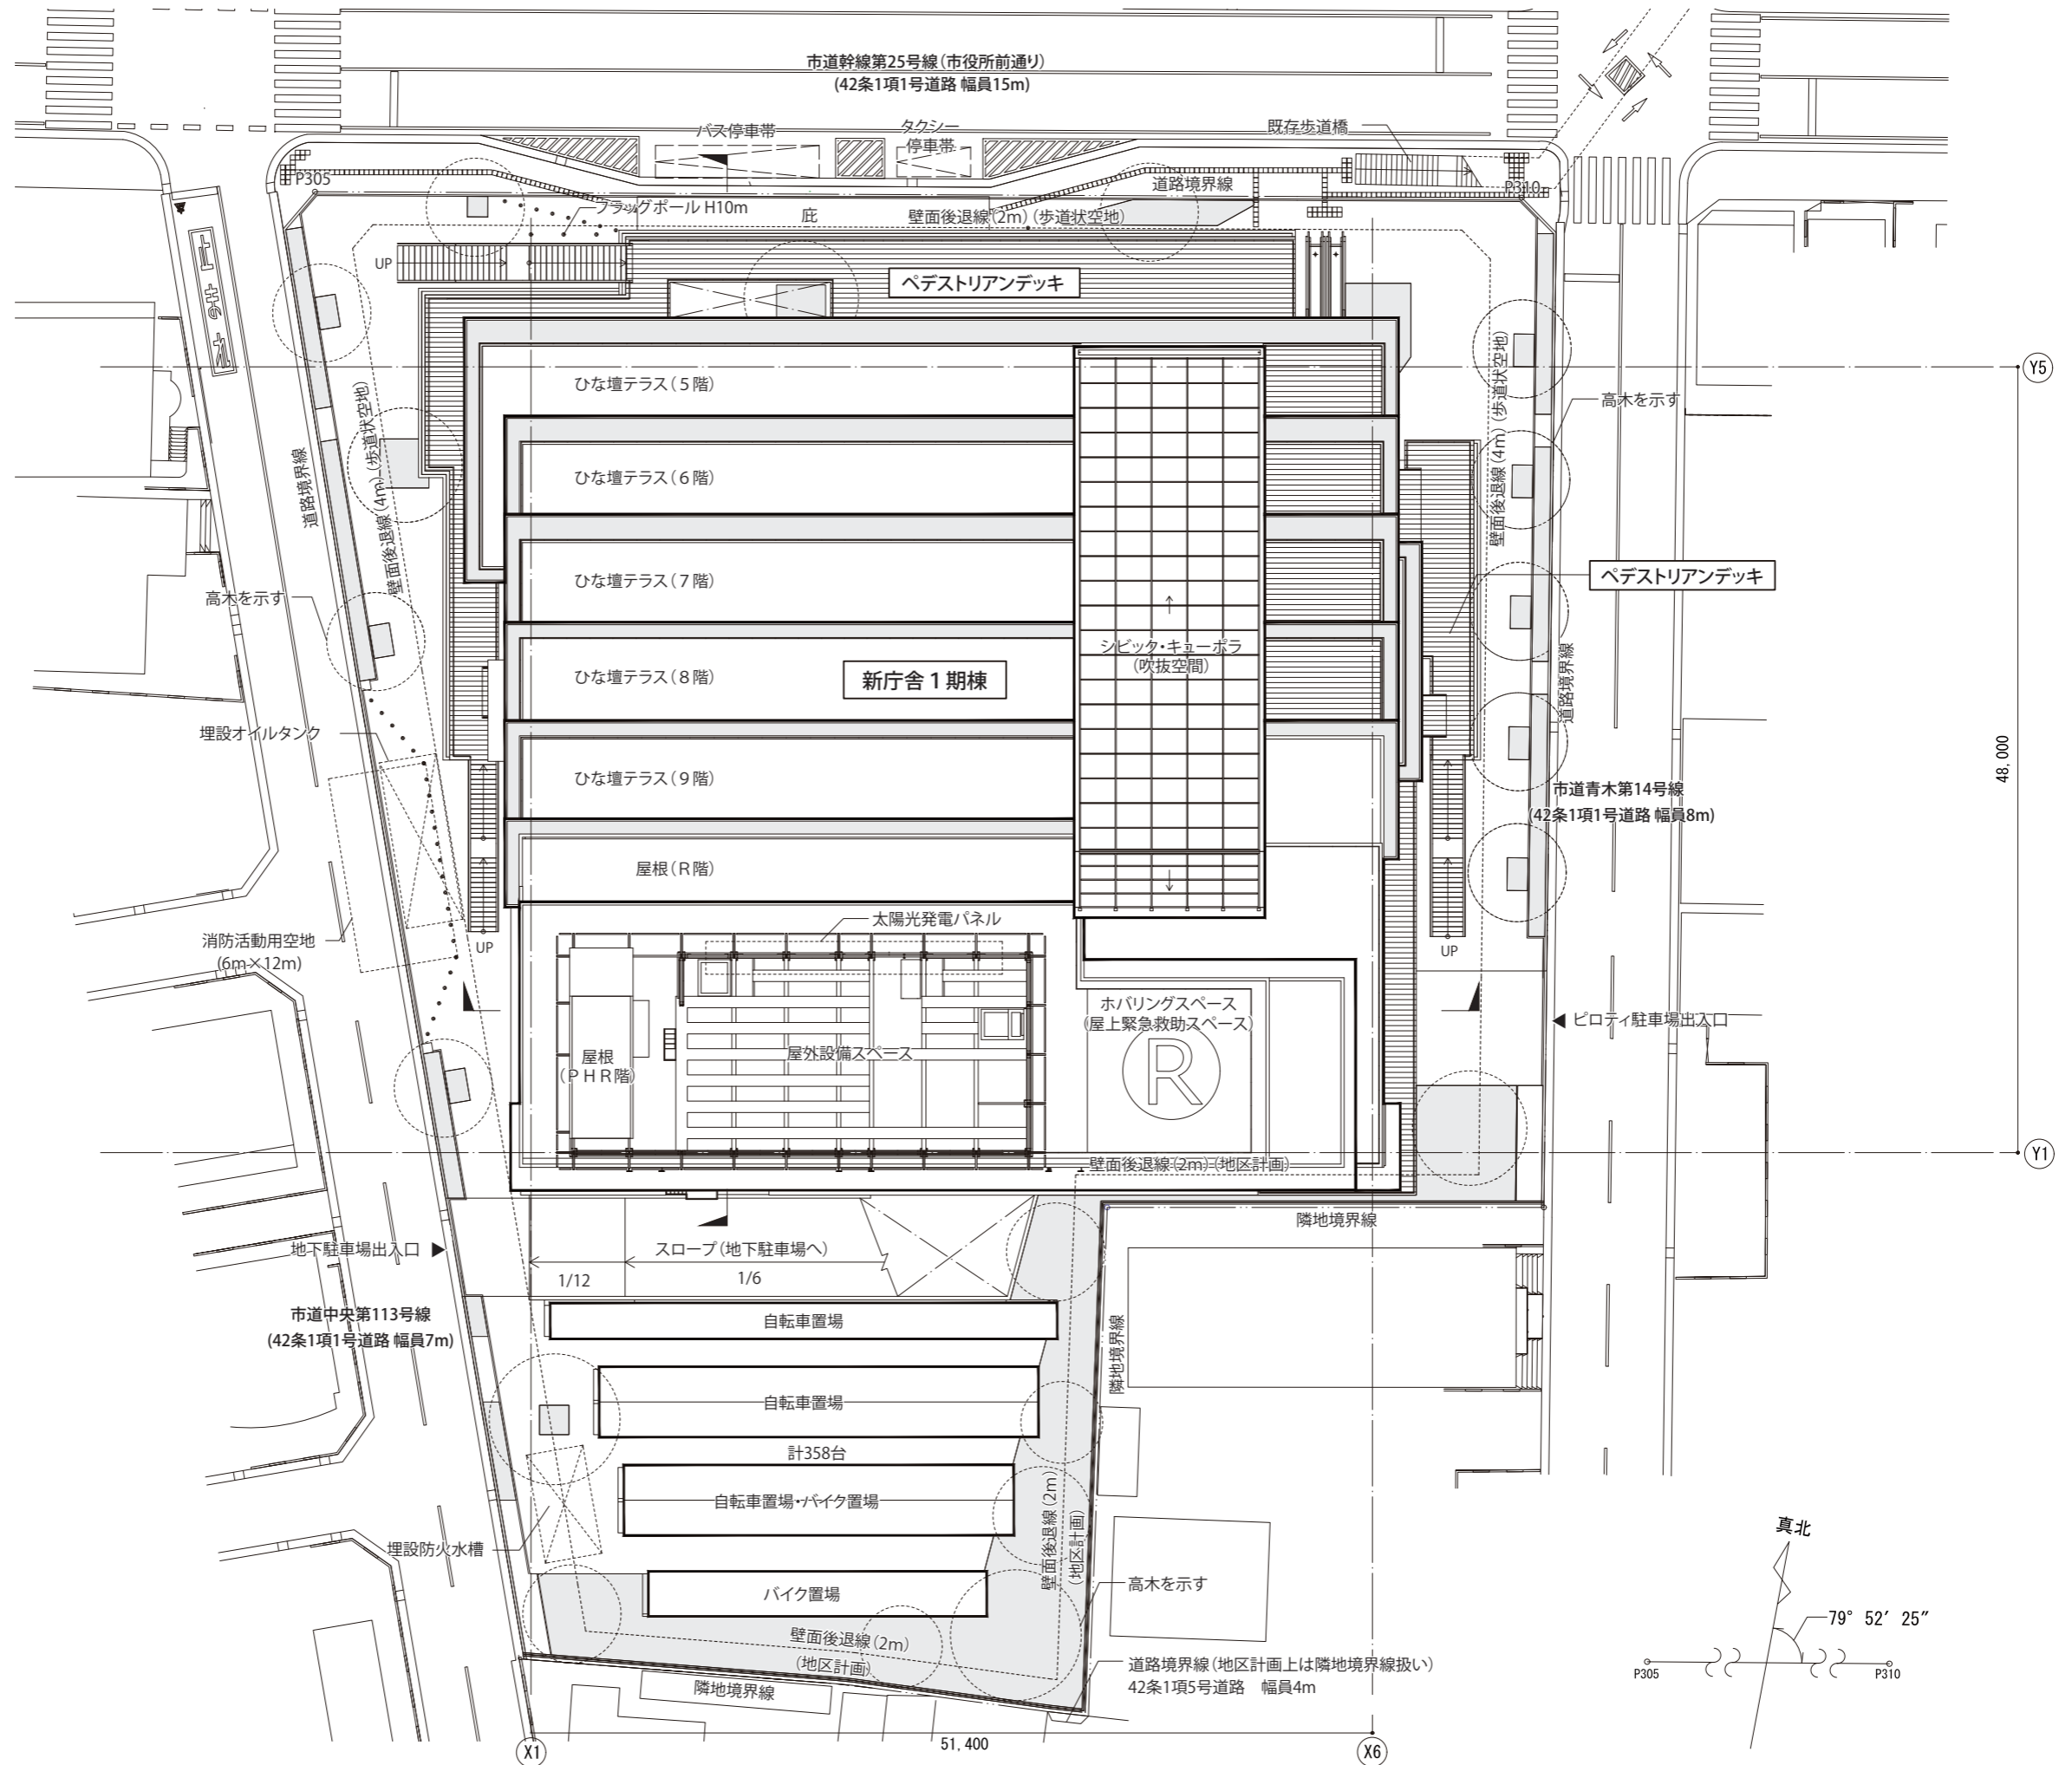 市道幹線第25号線(市役所前通り)
(42条1項1号道路 幅員15m)
バス停車帯
タクシー
停車帯
既存歩道橋
P305
道路境界線
P310
止まれ
フラッグポール H10m
庇
壁面後退線(2m)(歩道状空地)
UP
ペデストリアンデッキ
Y5
ひな壇テラス(5階)
高木を示す
道路境界線
壁面後退線(4m)(歩道状空地)
壁面後退線(4m)(歩道状空地)
ひな壇テラス(6階)
ひな壇テラス(7階)
ペデストリアンデッキ
高木を示す
シビック・キューポラ
(吹抜空間)
ひな壇テラス(8階)
新庁舎1期棟
道路境界線
埋設オイルタンク
ひな壇テラス(9階)
48,000
市道青木第14号線
(42条1項1号道路 幅員8m)
屋根(R階)
太陽光発電パネル
消防活動用空地
(6m×12m)
UP
UP
ホバリングスペース
(屋上緊急救助スペース)
R
ピロティ駐車場出入口
屋外設備スペース
屋根
(PHR階)
壁面後退線(2m)(地区計画)
Y1
隣地境界線
地下駐車場出入口
スロープ(地下駐車場へ)
1/12
1/6
市道中央第113号線
(42条1項1号道路 幅員7m)
自転車置場
隣地境界線
自転車置場
計358台
自転車置場・バイク置場
壁面後退線(2m)
(地区計画)
埋設防火水槽
バイク置場
高木を示す
壁面後退線(2m)
(地区計画)
隣地境界線
道路境界線(地区計画上は隣地境界線扱い)
42条1項5号道路 幅員4m
真北
79° 52′ 25″
P305
P310
X1
51,400
X6